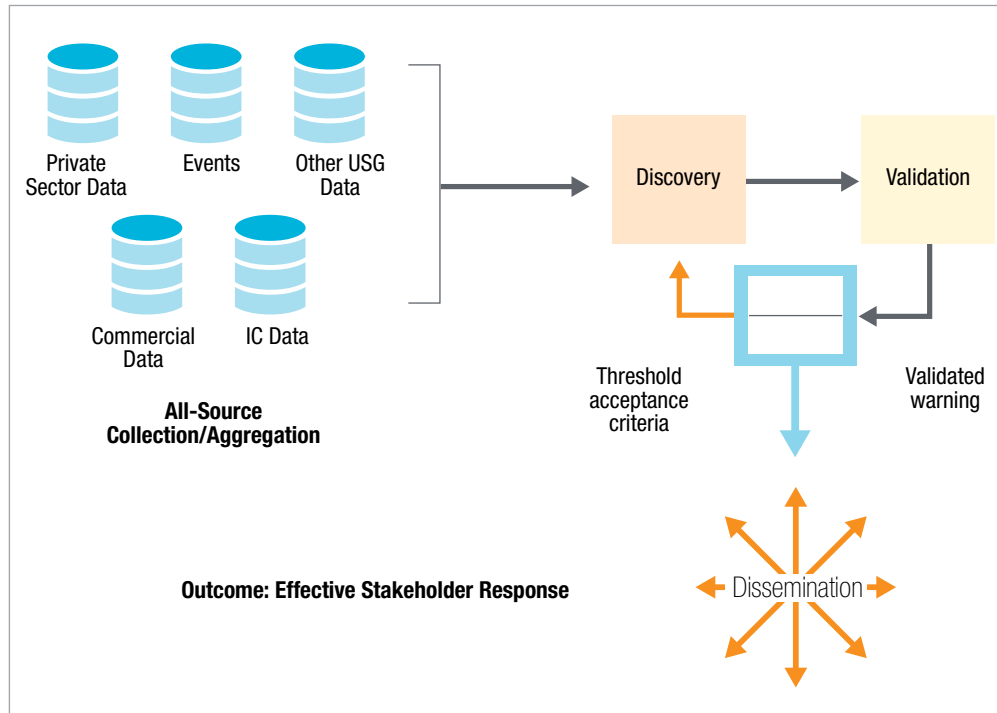 Private
Sector Data
Events
Other USG
Data
Commercial
Data
IC Data
All-Source
Collection/Aggregation
Discovery
Validation
Threshold
acceptance
criteria
Validated
warning
Outcome: Effective Stakeholder Response
Dissemination